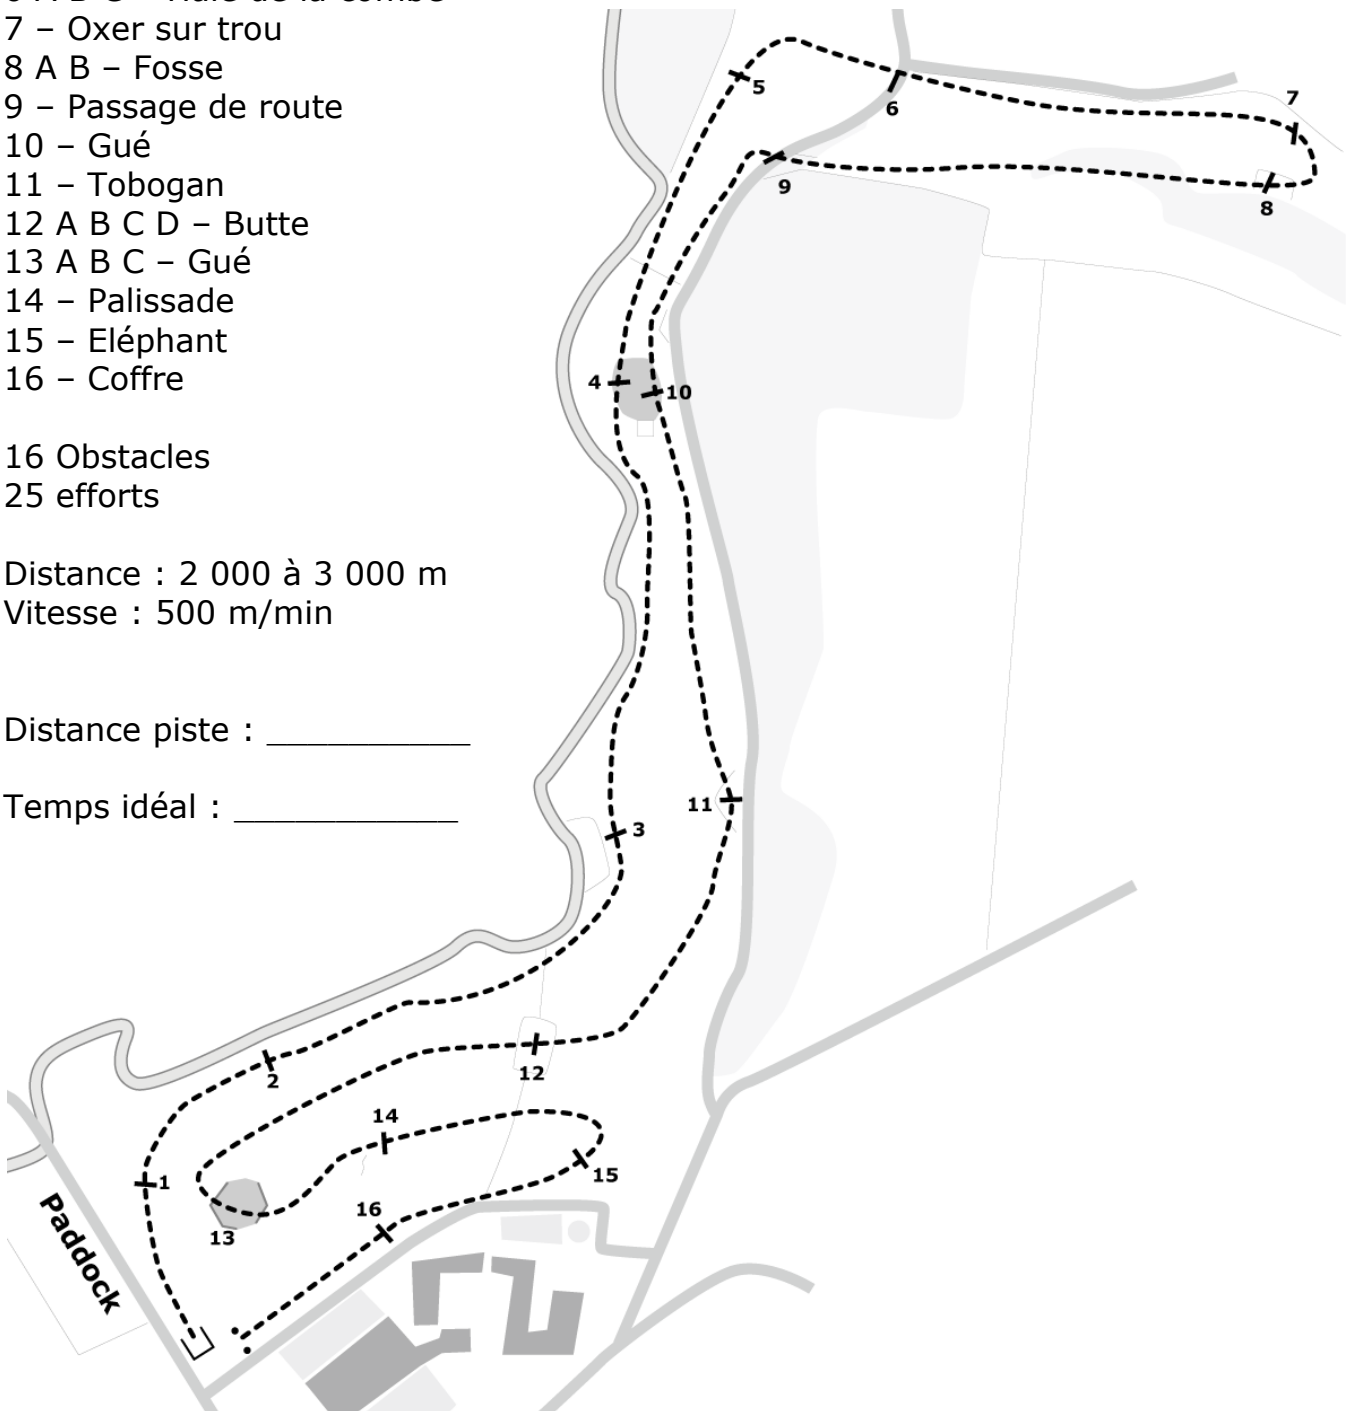 7 – Oxer sur trou
8 A B – Fosse
9 – Passage de route
10 – Gué
11 – Tobogan
12 A B C D – Butte
13 A B C – Gué
14 – Palissade
15 – Eléphant
16 – Coffre
16 Obstacles
25 efforts
Distance : 2 000 à 3 000 m
Vitesse : 500 m/min
Distance piste : __________
Temps idéal : ___________
5
6
7
9
8
4
10
11
3
2
12
14
1
15
16
13
Paddock